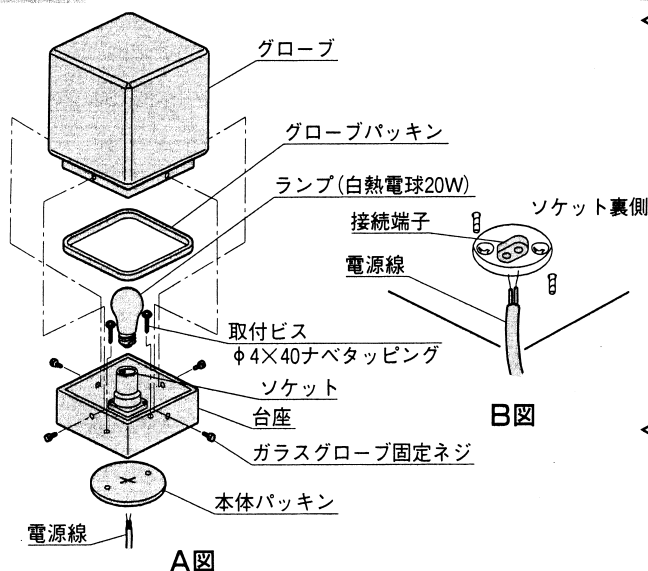 グローブ
グローブパッキン
ランプ(白熱電球20W)
ソケット裏側
接続端子
電源線
取付ビス
φ4×40ナベタッピング
ソケット
台座
B図
ガラスグローブ固定ネジ
本体パッキン
電源線
A図